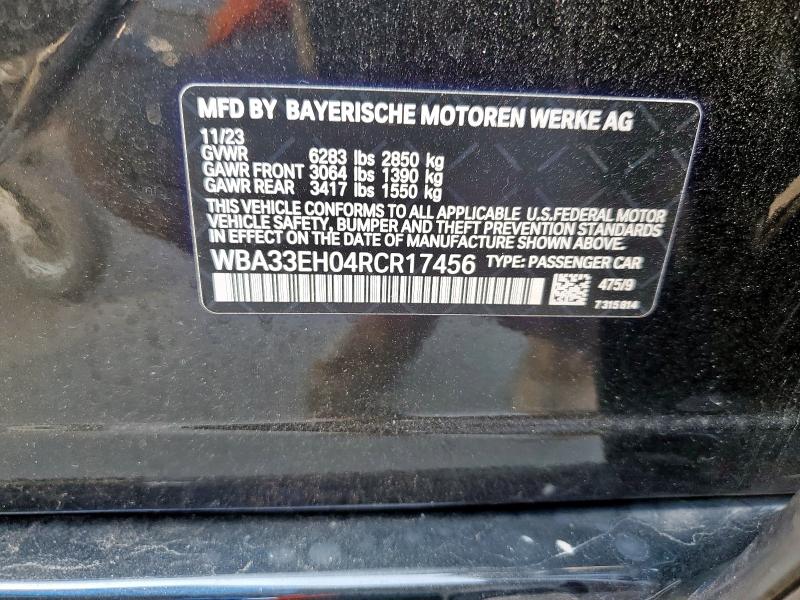 MFD BY BAYERISCHE MOTOREN WERKE AG
11/23
GVWR 6283 lbs 2850 kg
GAWR FRONT 3064 lbs 1390 kg
GAWR REAR 3417 lbs 1550 kg
THIS VEHICLE CONFORMS TO ALL APPLICABLE U.S.FEDERAL MOTOR
VEHICLE SAFETY, BUMPER AND THEFT PREVENTION STANDARDS
IN EFFECT ON THE DATE OF MANUFACTURE SHOWN ABOVE.
WBA33EH04RCR17456 TYPE: PASSENGER CAR
475/9
7315814